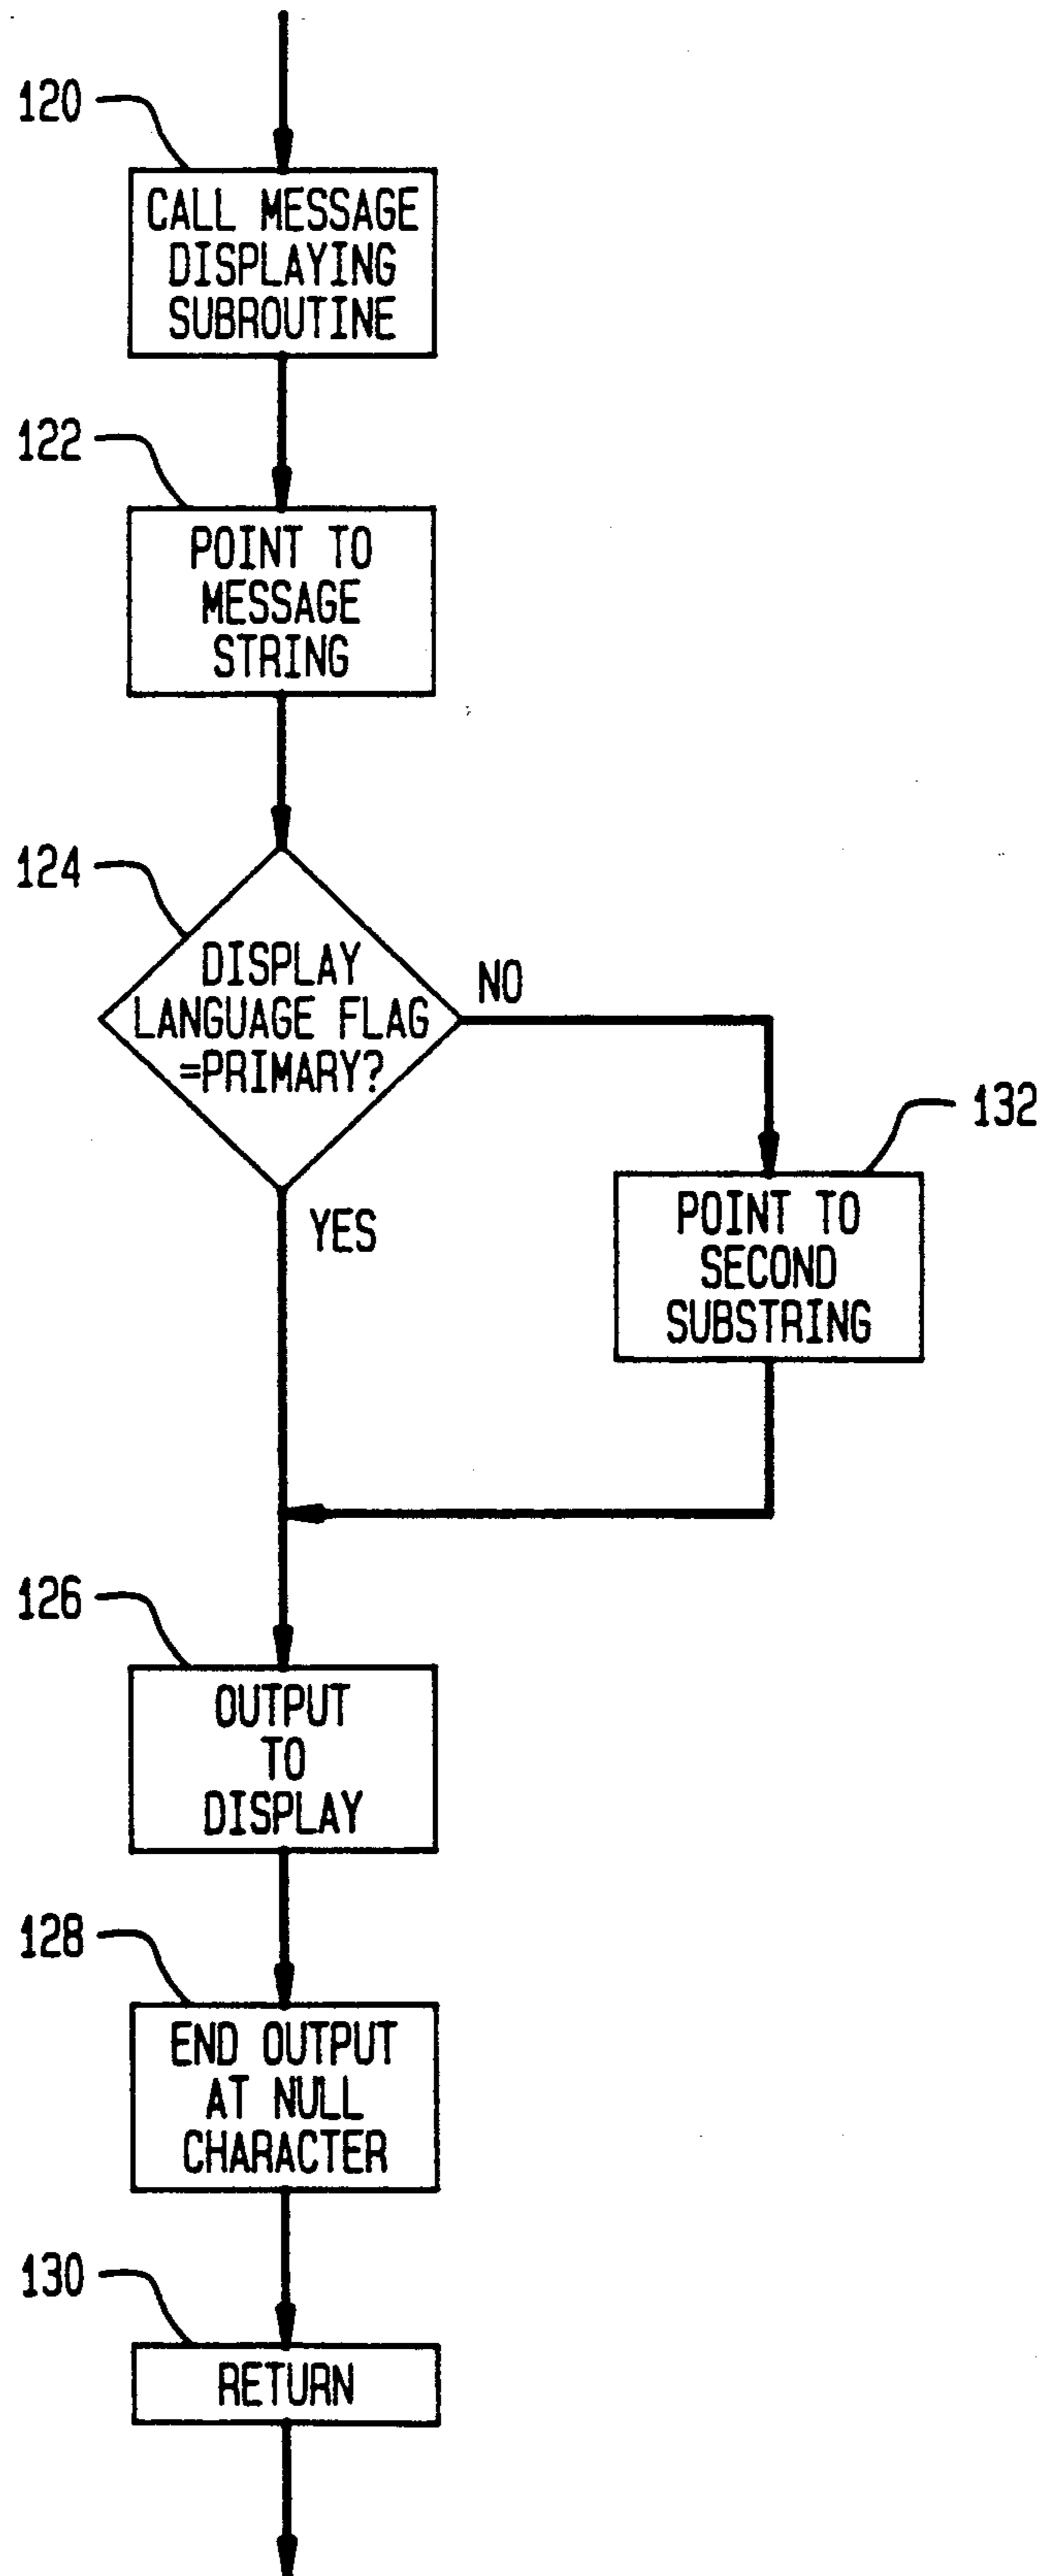 120
CALL MESSAGE
DISPLAYING
SUBROUTINE
122
POINT TO
MESSAGE
STRING
124
DISPLAY
LANGUAGE FLAG
=PRIMARY?
NO
YES
132
POINT TO
SECOND
SUBSTRING
126
OUTPUT
TO
DISPLAY
128
END OUTPUT
AT NULL
CHARACTER
130
RETURN